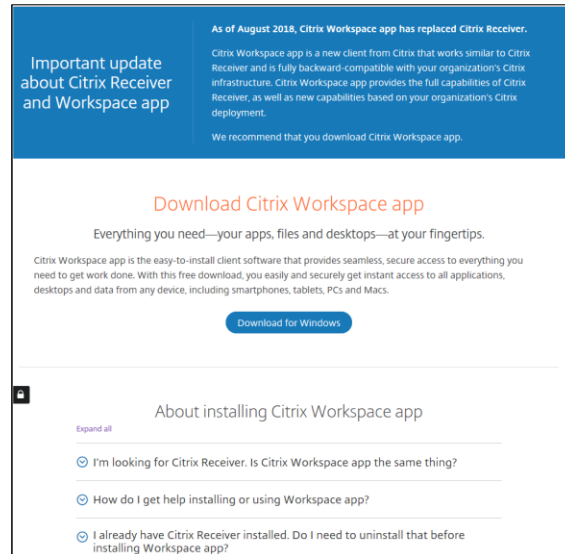 Important update
about Citrix Receiver
and Workspace app
As of August 2018, Citrix Workspace app has replaced Citrix Receiver.
Citrix Workspace app is a new client from Citrix that works similar to Citrix
Receiver and is fully backward-compatible with your organization's Citrix
infrastructure. Citrix Workspace app provides the full capabilities of Citrix
Receiver, as well as new capabilities based on your organization's Citrix
deployment.
We recommend that you download Citrix Workspace app.
Download Citrix Workspace app
Everything you need—your apps, files and desktops—at your fingertips.
Citrix Workspace app is the easy-to-install client software that provides seamless, secure access to everything you
need to get work done. With this free download, you easily and securely get instant access to all applications,
desktops and data from any device, including smartphones, tablets, PCs and Macs.
Download for Windows
About installing Citrix Workspace app
Expand all
I'm looking for Citrix Receiver. Is Citrix Workspace app the same thing?
How do I get help installing or using Workspace app?
I already have Citrix Receiver installed. Do I need to uninstall that before
installing Workspace app?